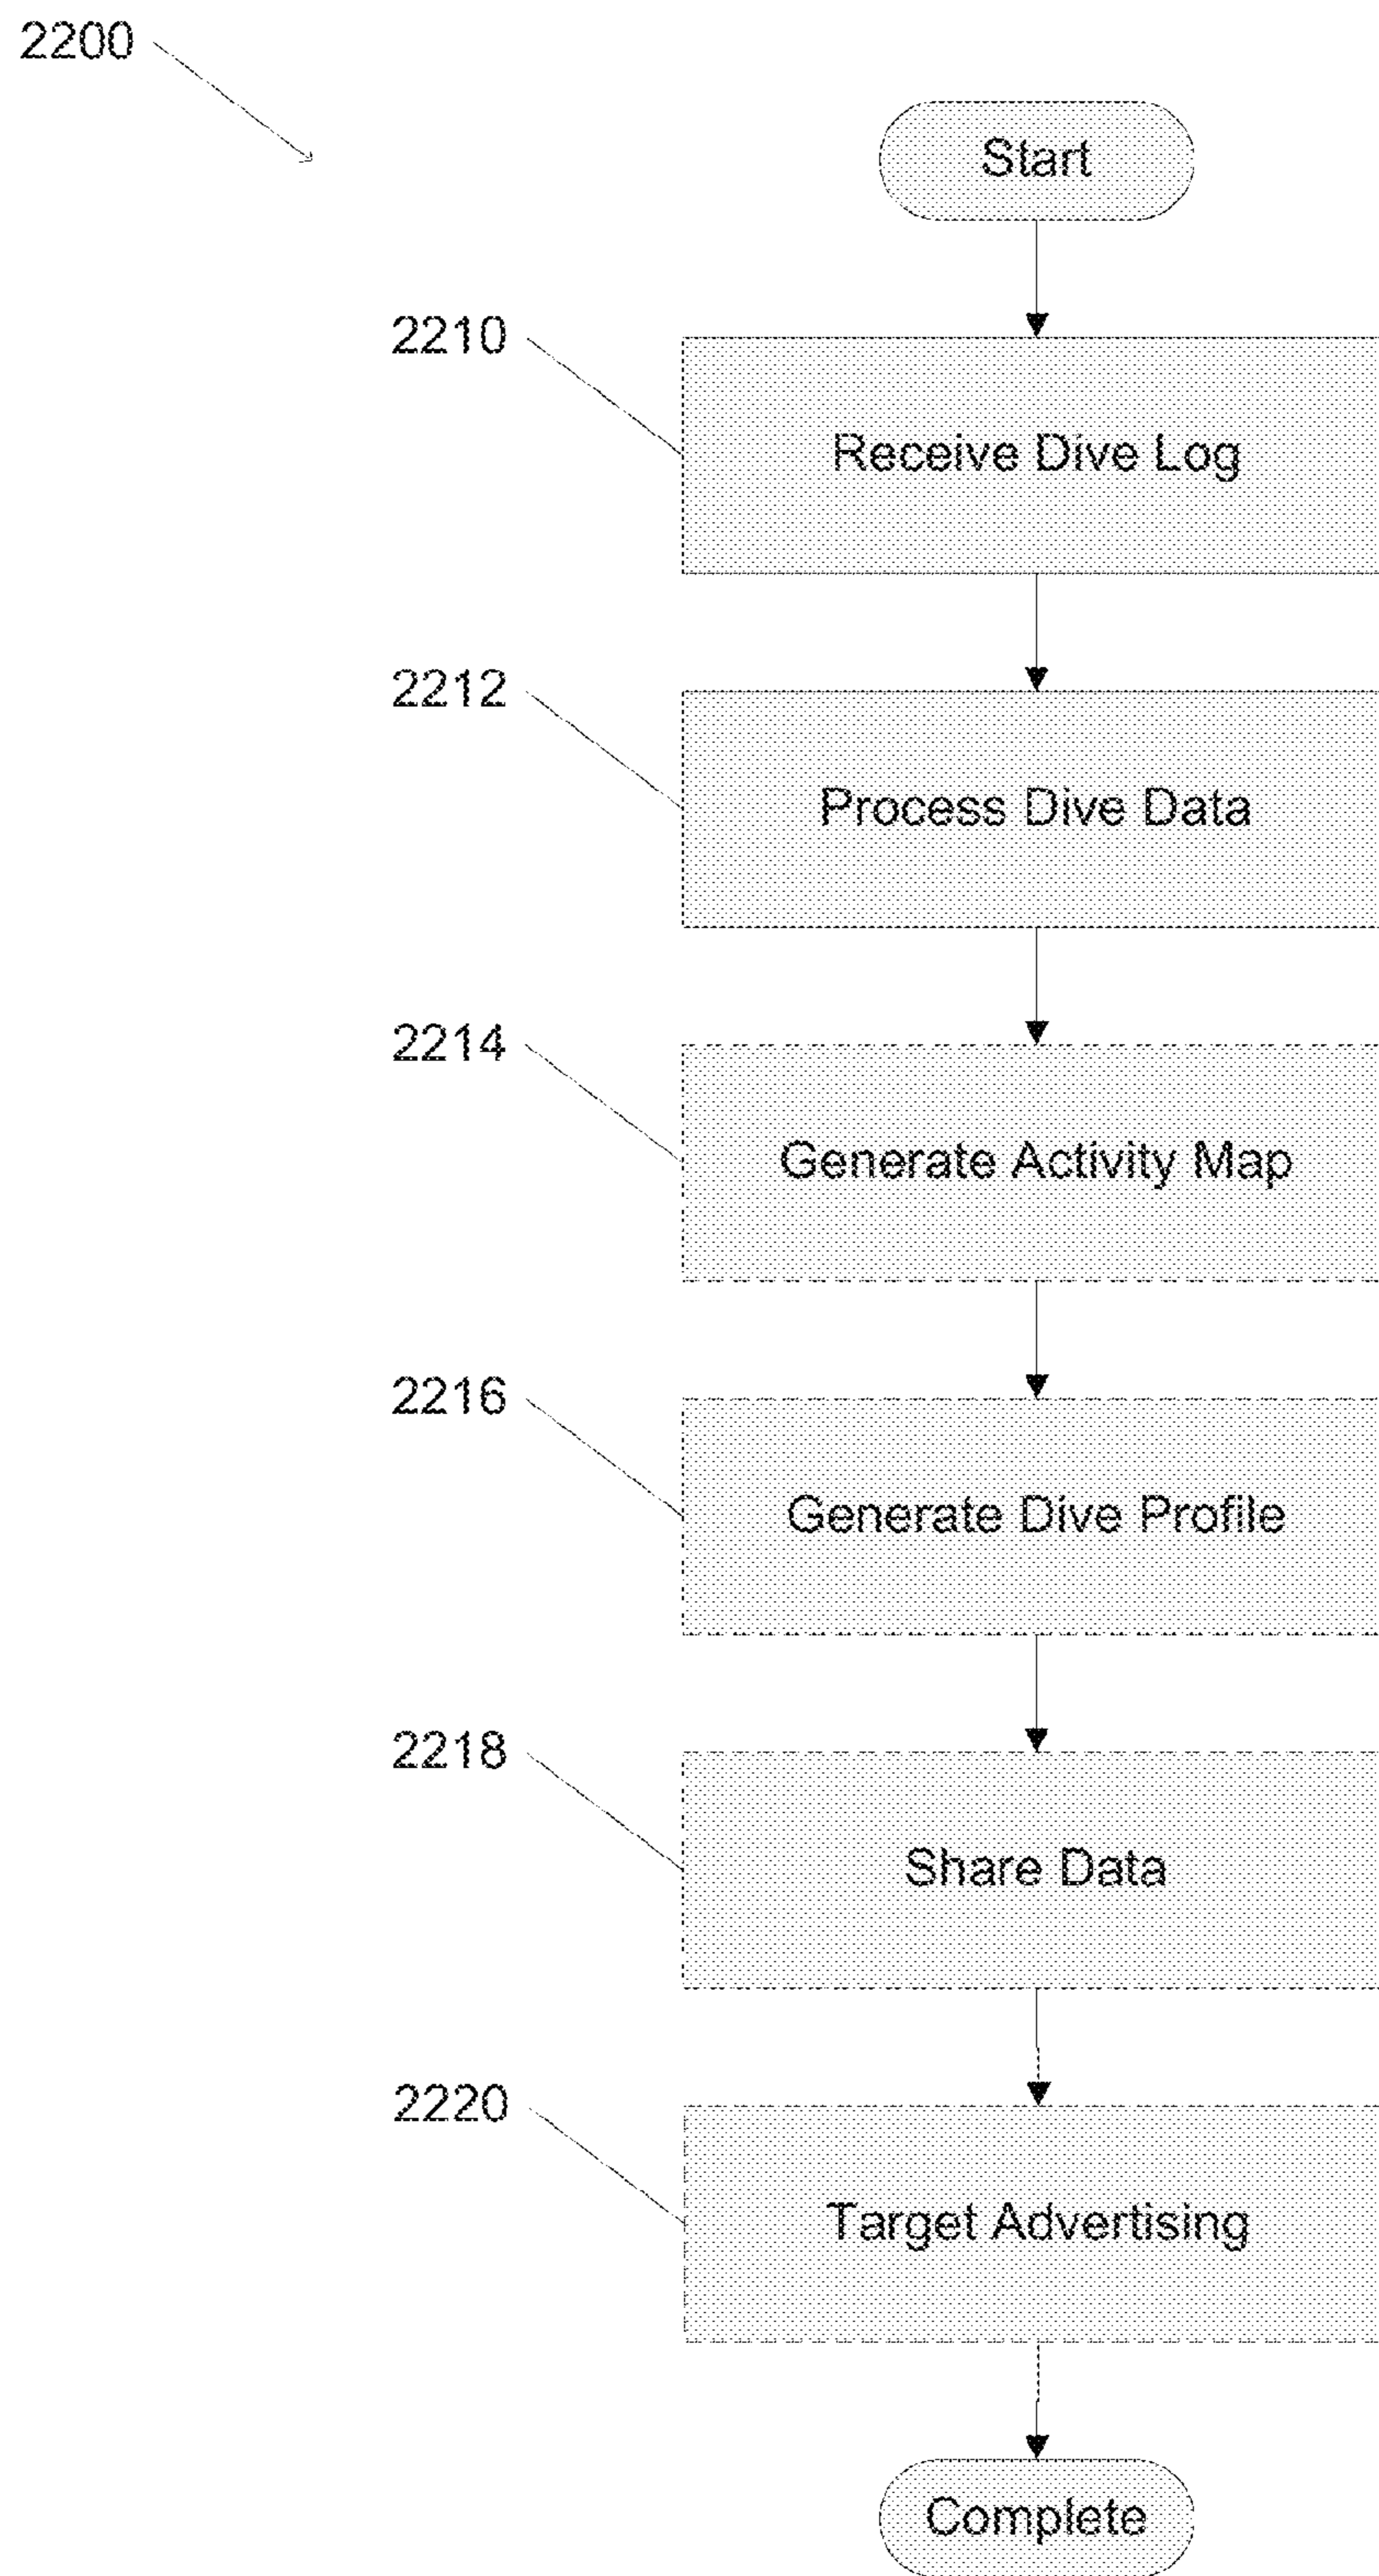 2200
Start
2210
Receive Dive Log
2212
Process Dive Data
2214
Generate Activity Map
2216
Generate Dive Profile
2218
Share Data
2220
Target Advertising
Complete